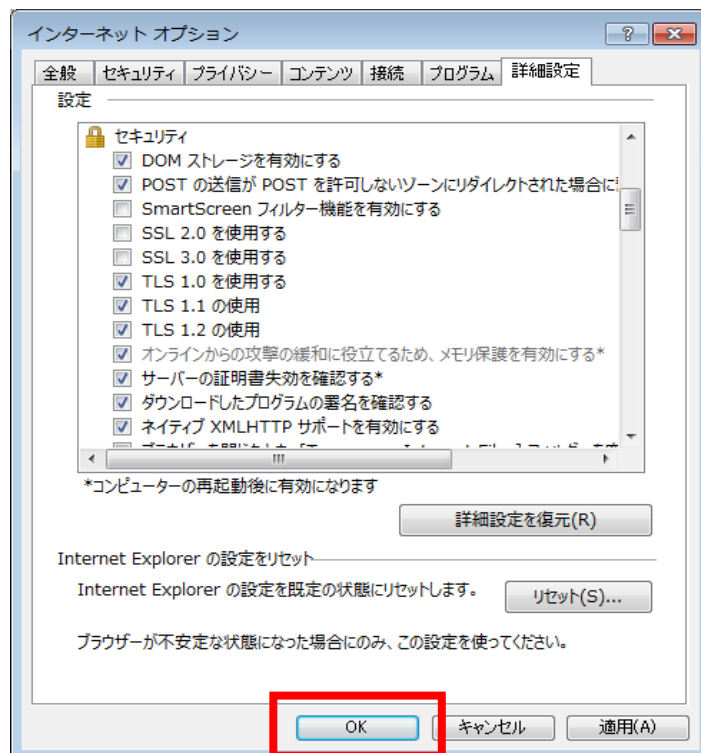 インターネット オプション
全般 セキュリティ プライバシー コンテンツ 接続 プログラム 詳細設定
設定
セキュリティ
DOM ストレージを有効にする
POST の送信が POST を許可しないゾーンにリダイレクトされた場合に
SmartScreen フィルター機能を有効にする
SSL 2.0 を使用する
SSL 3.0 を使用する
TLS 1.0 を使用する
TLS 1.1 の使用
TLS 1.2 の使用
オンラインからの攻撃の緩和に役立てるため、メモリ保護を有効にする*
サーバーの証明書失効を確認する*
ダウンロードしたプログラムの署名を確認する
ネイティブ XMLHTTP サポートを有効にする
*コンピューターの再起動後に有効になります
詳細設定を復元(R)
Internet Explorer の設定をリセット
Internet Explorer の設定を既定の状態にリセットします。
リセット(S)...
ブラウザーが不安定な状態になった場合にのみ、この設定を使ってください。
OK キャンセル 適用(A)